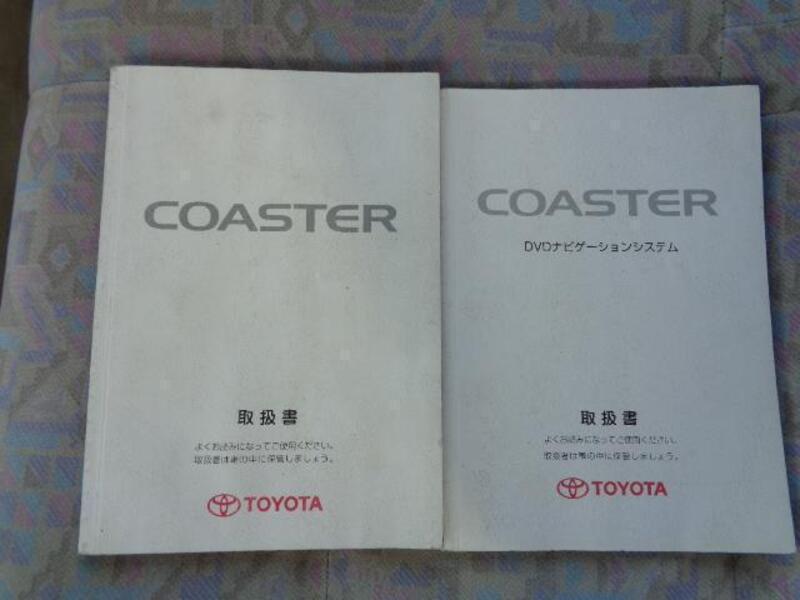 COASTER
取扱書
よくお読みになってご使用ください。
取扱書は車の中に保管しましょう。
TOYOTA
COASTER
DVDナビゲーションシステム
取扱書
よくお読みになってご使用ください。
取扱書は車の中に保管しましょう。
TOYOTA